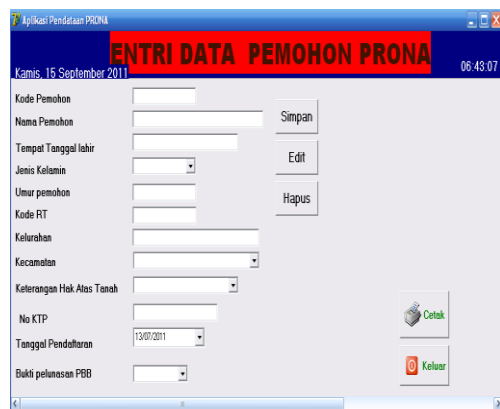 Aplikasi Pendataan PRONA
ENTRI DATA PEMOHON PRONA
Kamis, 15 September 2011
06:43:07
Kode Pemohon
Nama Pemohon
Simpan
Tempat Tanggal lahir
Jenis Kelamin
Edit
Umur pemohon
Hapus
Kode RT
Kelurahan
Kecamatan
Keterangan Hak Atas Tanah
No KTP
Cetak
Tanggal Pendaftaran
13/07/2011
Bukti pelunasan PBB
Keluar